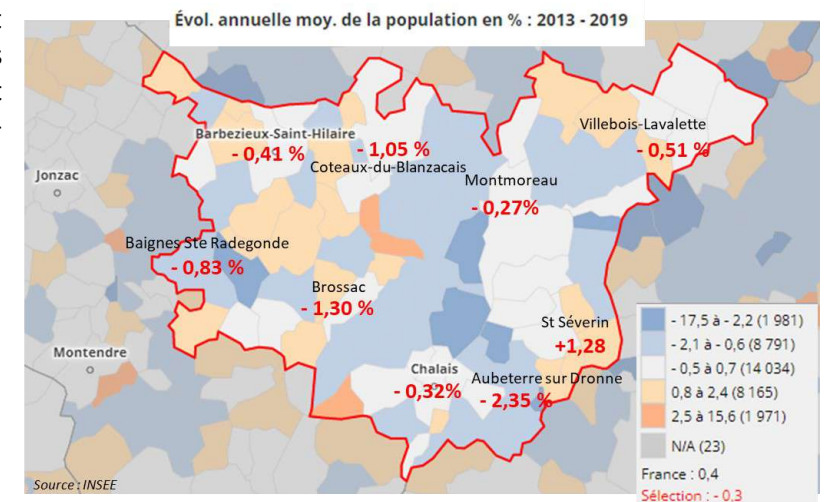 Évol. annuelle moy. de la population en % : 2013 - 2019
Barbezieux-Saint-Hilaire
- 0,41 %
- 1,05 %
Coteaux-du-Blanzacais
Villebois-Lavalette
- 0,51 %
Jonzac
Montmoreau
- 0,27%
Baignes Ste Radegonde
- 0,83 %
Brossac
- 1,30 %
St Séverin
+1,28
Montendre
Chalais
- 0,32%
Aubeterre sur Dronne
- 2,35 %
- 17,5 à - 2,2 (1 981)
- 2,1 à - 0,6 (8 791)
- 0,5 à 0,7 (14 034)
0,8 à 2,4 (8 165)
2,5 à 15,6 (1 971)
N/A (23)
France : 0,4
Sélection : - 0,3
Source : INSEE